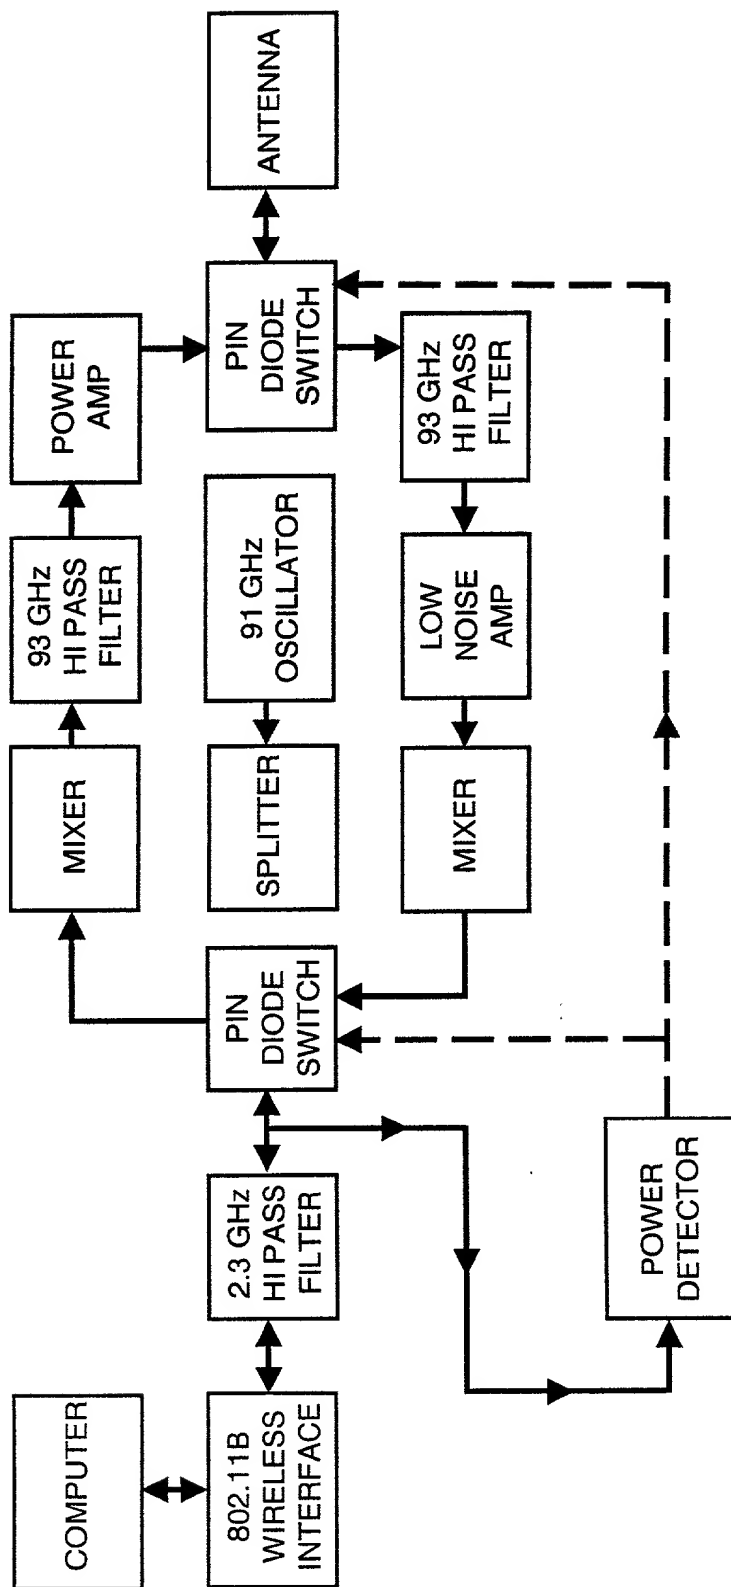 COMPUTER
802.11B
WIRELESS
INTERFACE
2.3 GHz
HI PASS
FILTER
PIN
DIODE
SWITCH
MIXER
93 GHz
HI PASS
FILTER
POWER
AMP
SPLITTER
91 GHz
OSCILLATOR
PIN
DIODE
SWITCH
ANTENNA
MIXER
LOW
NOISE
AMP
93 GHz
HI PASS
FILTER
POWER
DETECTOR